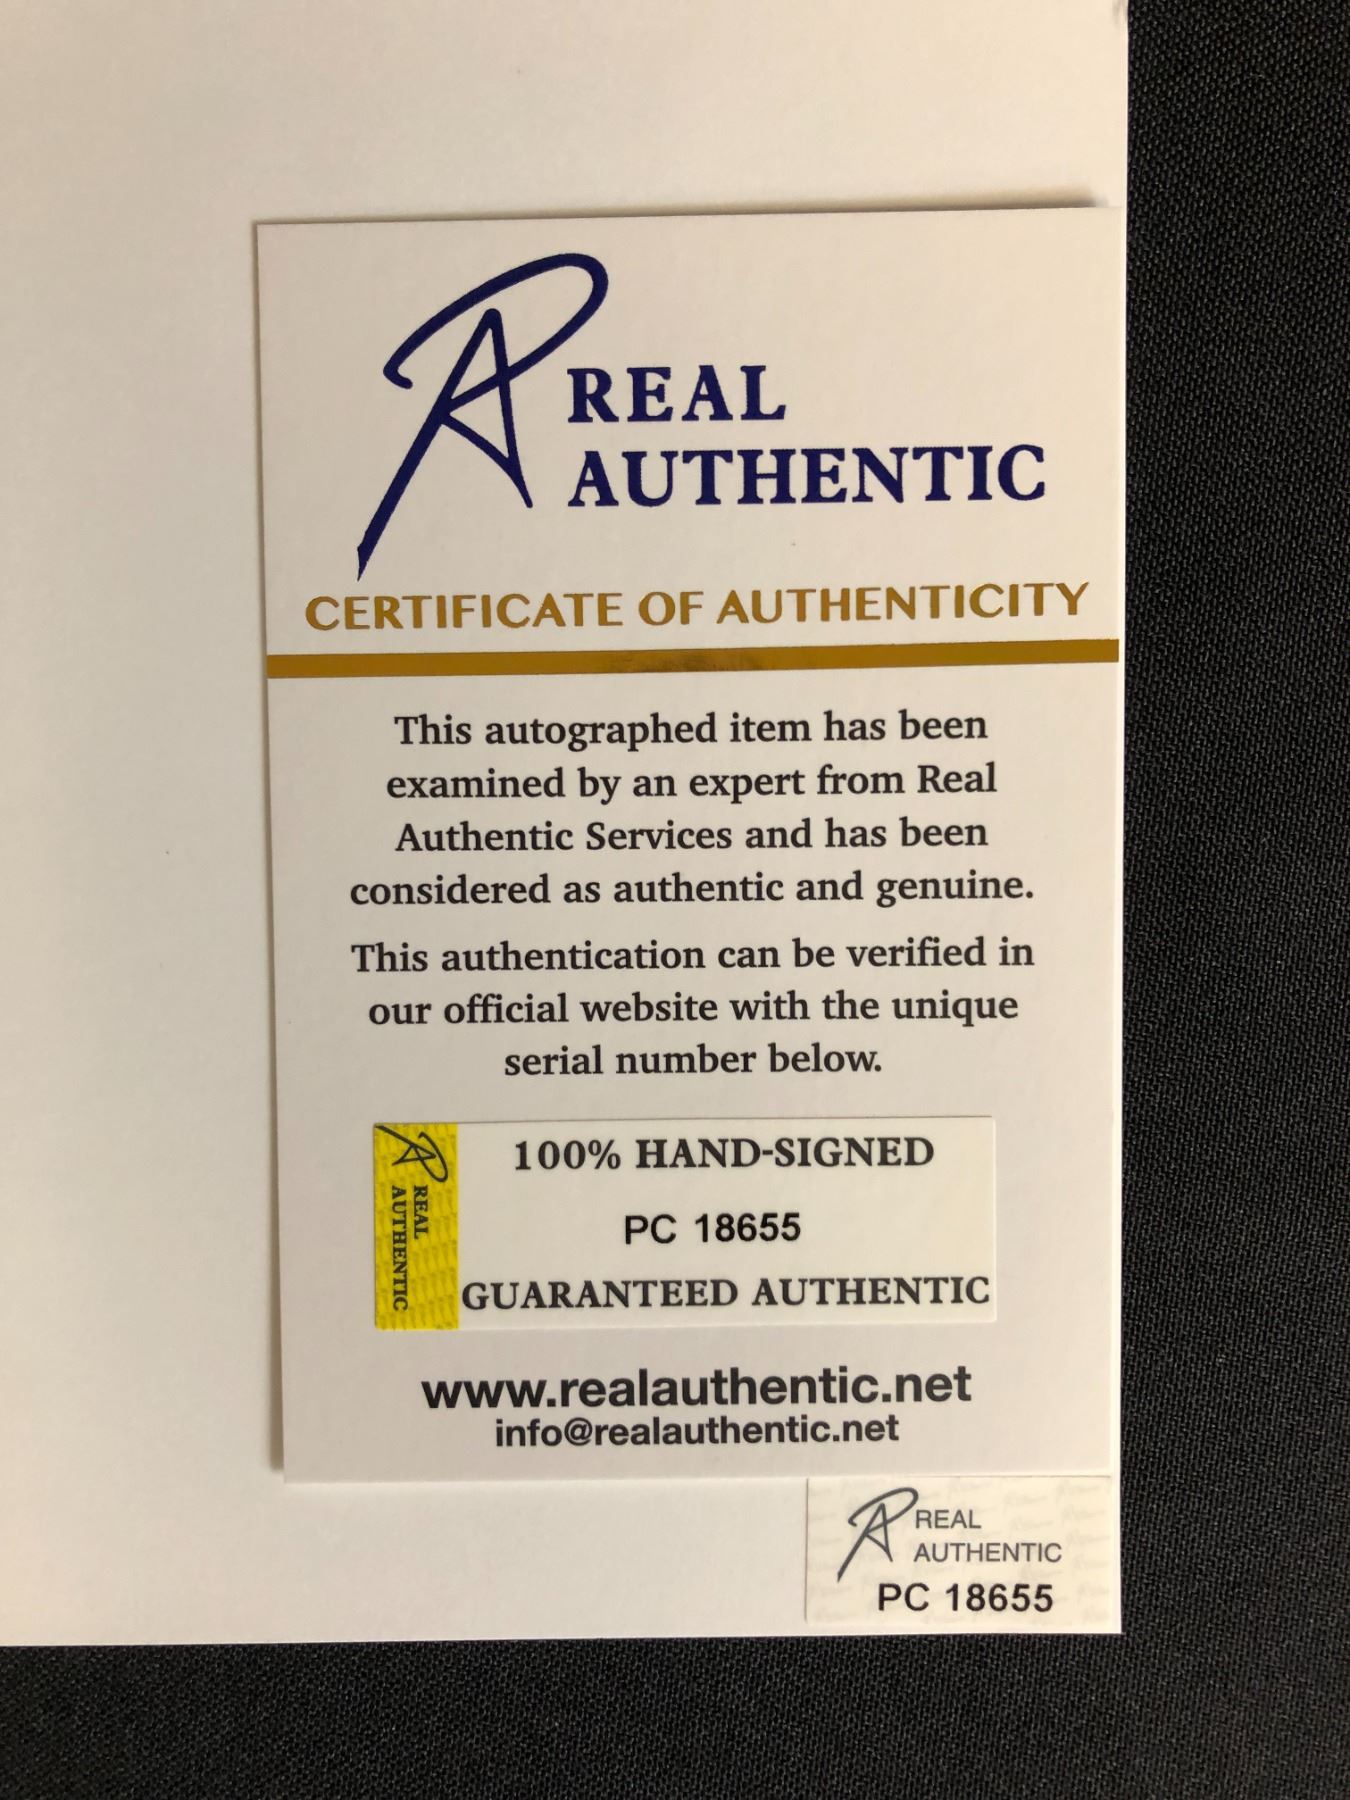 REAL
AUTHENTIC
CERTIFICATE OF AUTHENTICITY
This autographed item has been
examined by an expert from Real
Authentic Services and has been
considered as authentic and genuine.
This authentication can be verified in
our official website with the unique
serial number below.
REAL
AUTHENTIC
100% HAND-SIGNED
PC 18655
GUARANTEED AUTHENTIC
www.realauthentic.net
info@realauthentic.net
REAL
AUTHENTIC
PC 18655